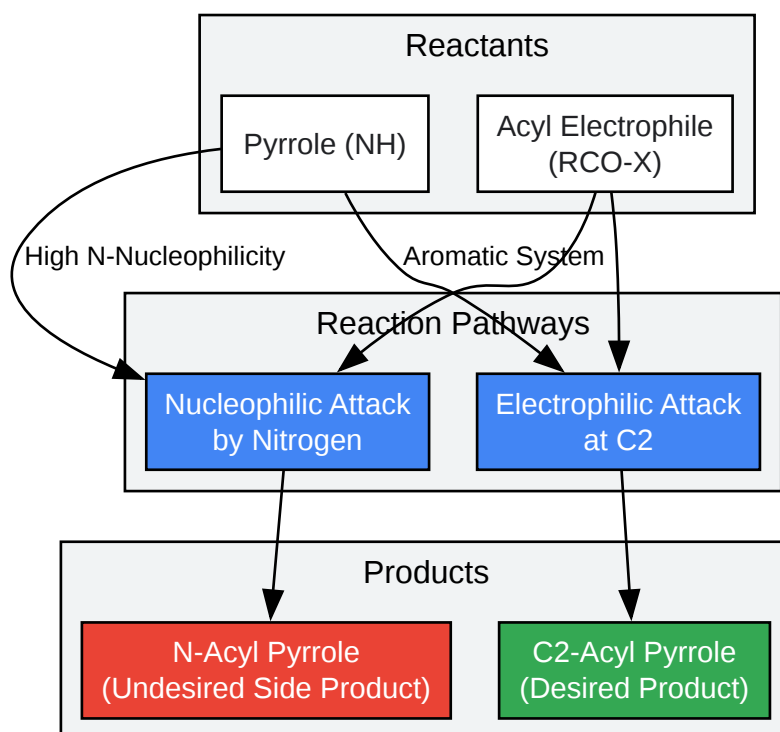 Reactants
Pyrrole (NH)
Acyl Electrophile
(RCO-X)
High N-Nucleophilicity
Aromatic System
Reaction Pathways
Nucleophilic Attack
by Nitrogen
Electrophilic Attack
at C2
Products
N-Acyl Pyrrole
(Undesired Side Product)
C2-Acyl Pyrrole
(Desired Product)